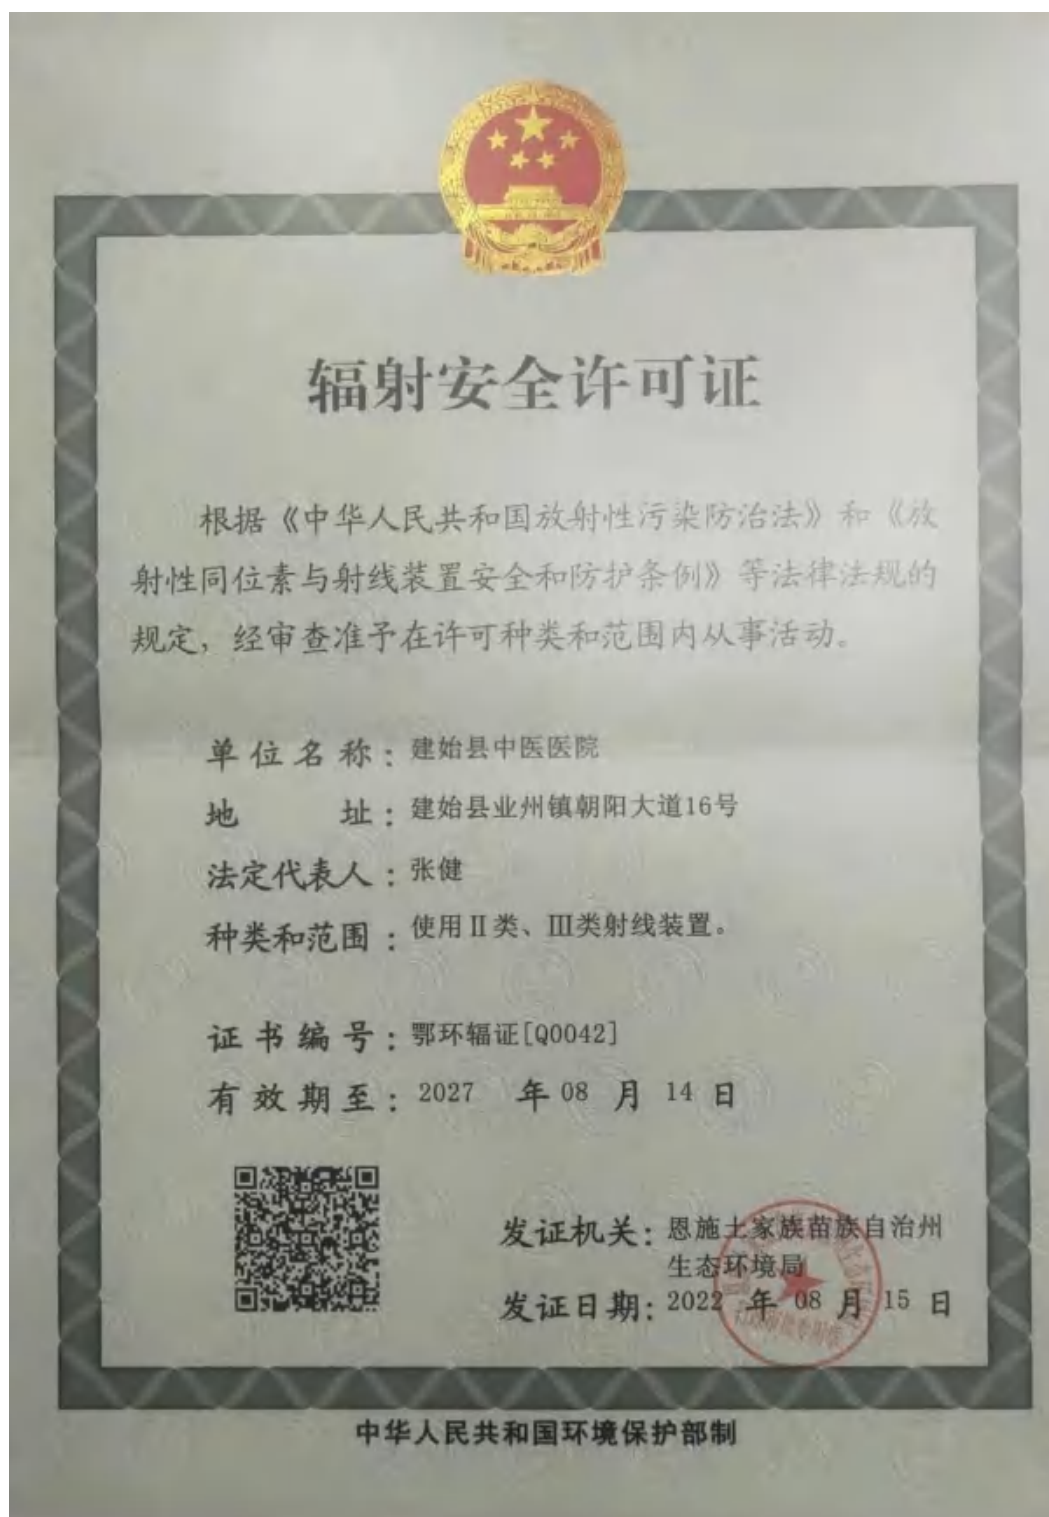 辐射安全许可证
根据《中华人民共和国放射性污染防治法》和《放
射性同位素与射线装置安全和防护条例》等法律法规的
规定，经审查准予在许可种类和范围内从事活动。
单位名称：建始县中医医院
地址：建始县业州镇朝阳大道16号
法定代表人：张健
种类和范围：使用Ⅱ类、Ⅲ类射线装置。
证书编号：鄂环辐证[Q0042]
有效期至：2027 年 08 月 14 日
发证机关：恩施土家族苗族自治州
生态环境局
发证日期：2022 年 08 月 15 日
中华人民共和国环境保护部制